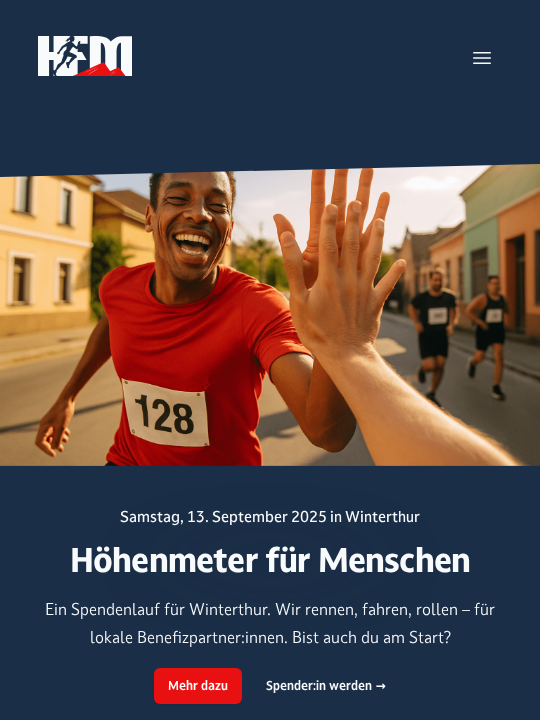 HFM
128
Samstag, 13. September 2025 in Winterthur
Höhenmeter für Menschen
Ein Spendenlauf für Winterthur. Wir rennen, fahren, rollen – für
lokale Benefizpartner:innen. Bist auch du am Start?
Mehr dazu
Spender:in werden →